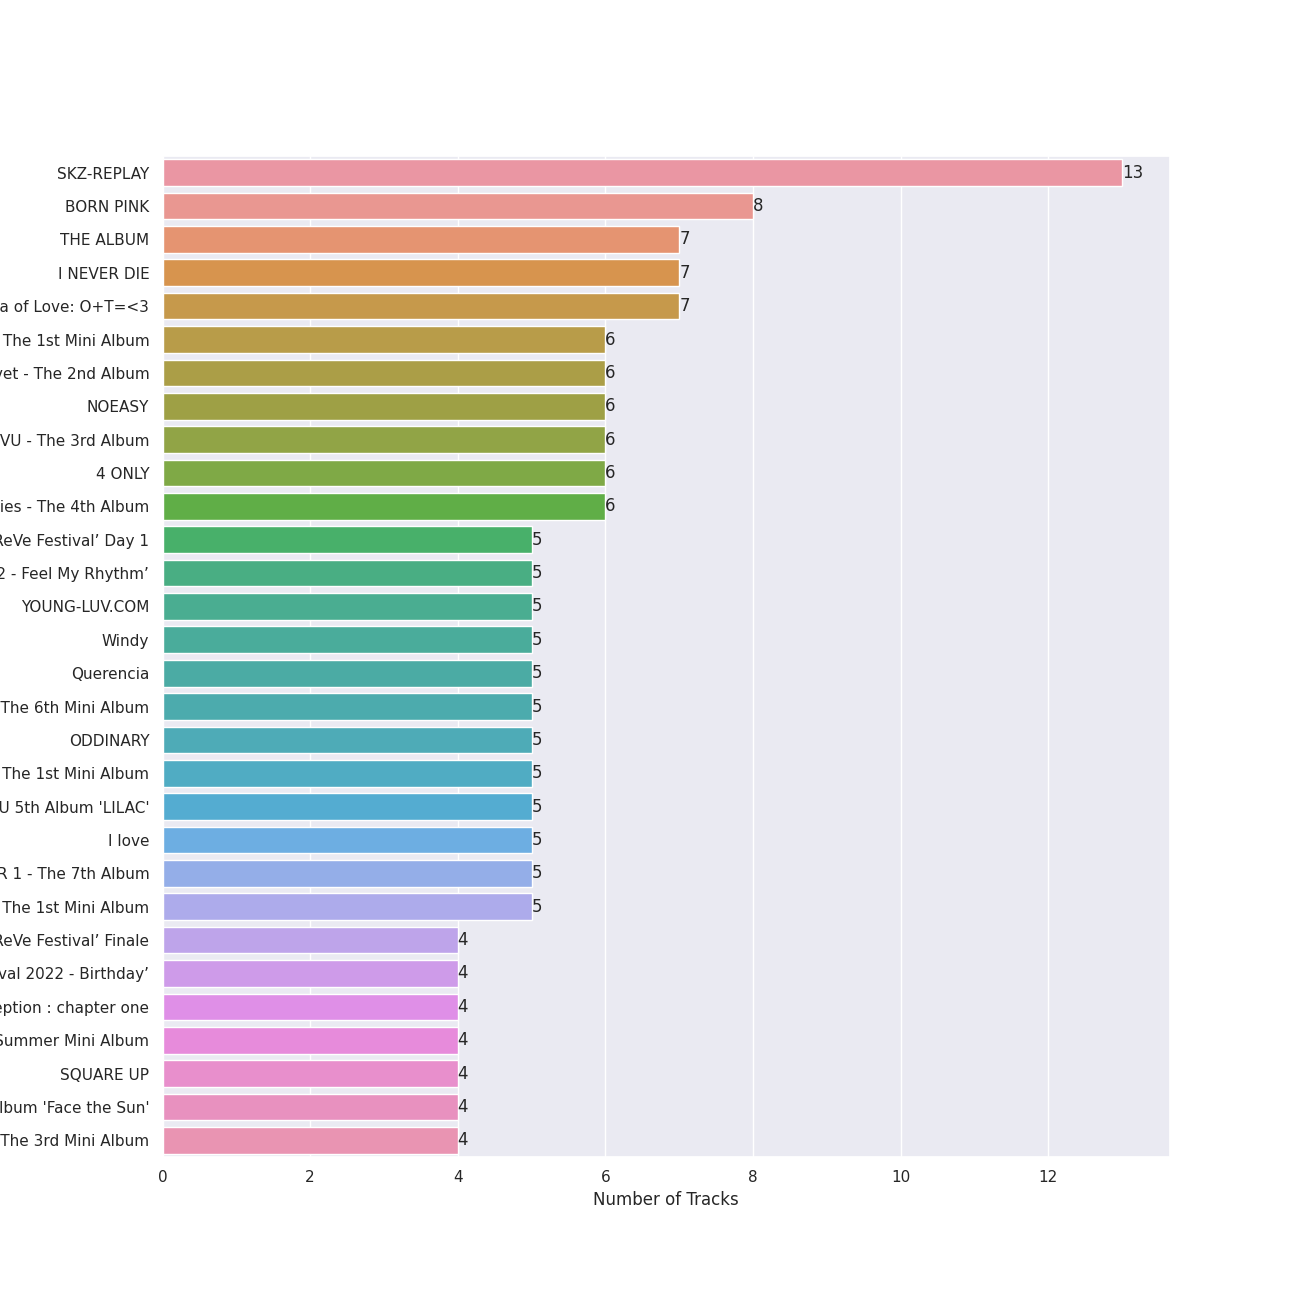 SKZ-REPLAY 13
BORN PINK 8
THE ALBUM 7
I NEVER DIE 7
a of Love: O+T=<3 7
The 1st Mini Album 6
vet - The 2nd Album 6
NOEASY 6
VU - The 3rd Album 6
4 ONLY 6
ies - The 4th Album 6
ReVe Festival’ Day 1 5
2 - Feel My Rhythm’ 5
YOUNG-LUV.COM 5
Windy 5
Querencia 5
The 6th Mini Album 5
ODDINARY 5
The 1st Mini Album 5
U 5th Album 'LILAC' 5
I love 5
R 1 - The 7th Album 5
The 1st Mini Album 5
ReVe Festival’ Finale 4
val 2022 - Birthday’ 4
eption : chapter one 4
Summer Mini Album 4
SQUARE UP 4
lbum 'Face the Sun' 4
The 3rd Mini Album 4
0 2 4 6 8 10 12
Number of Tracks